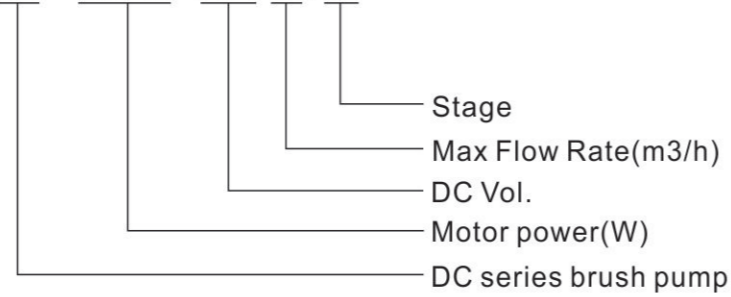 Stage
Max Flow Rate(m3/h)
DC Vol.
Motor power(W)
DC series brush pump